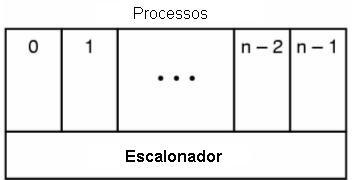 Processos
0 1 ... n – 2 n – 1
Escalonador